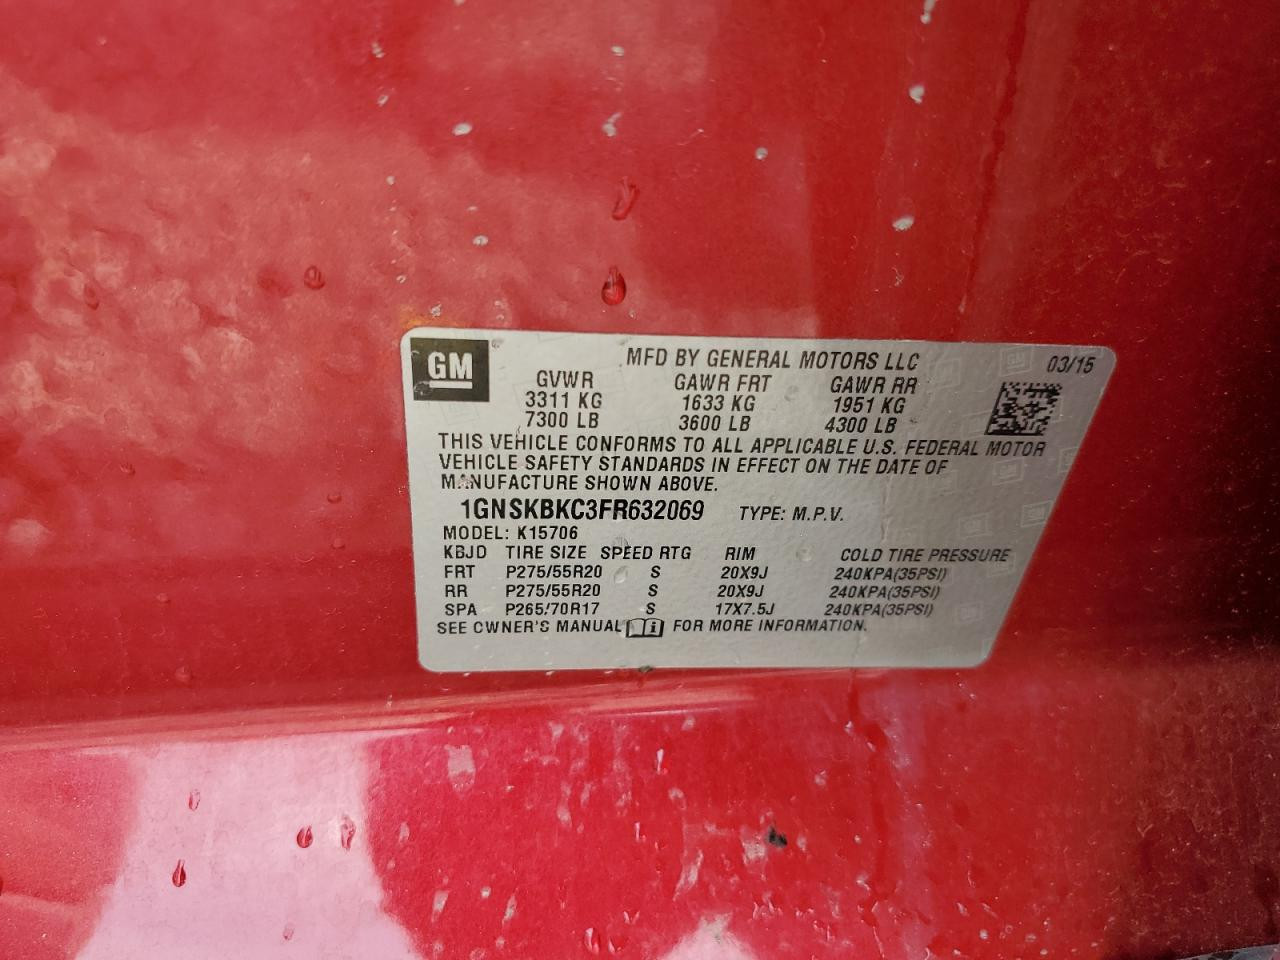 GM
MFD BY GENERAL MOTORS LLC 03/15
GVWR GAWR FRT GAWR RR
3311 KG 1633 KG 1951 KG
7300 LB 3600 LB 4300 LB
THIS VEHICLE CONFORMS TO ALL APPLICABLE U.S. FEDERAL MOTOR
VEHICLE SAFETY STANDARDS IN EFFECT ON THE DATE OF
MANUFACTURE SHOWN ABOVE.
1GNSKBKC3FR632069 TYPE: M.P.V.
MODEL: K15706
KBJD TIRE SIZE SPEED RTG RIM COLD TIRE PRESSURE
FRT P275/55R20 S 20X9J 240KPA(35PSI)
RR P275/55R20 S 20X9J 240KPA(35PSI)
SPA P265/70R17 S 17X7.5J 240KPA(35PSI)
SEE OWNER'S MANUAL FOR MORE INFORMATION.